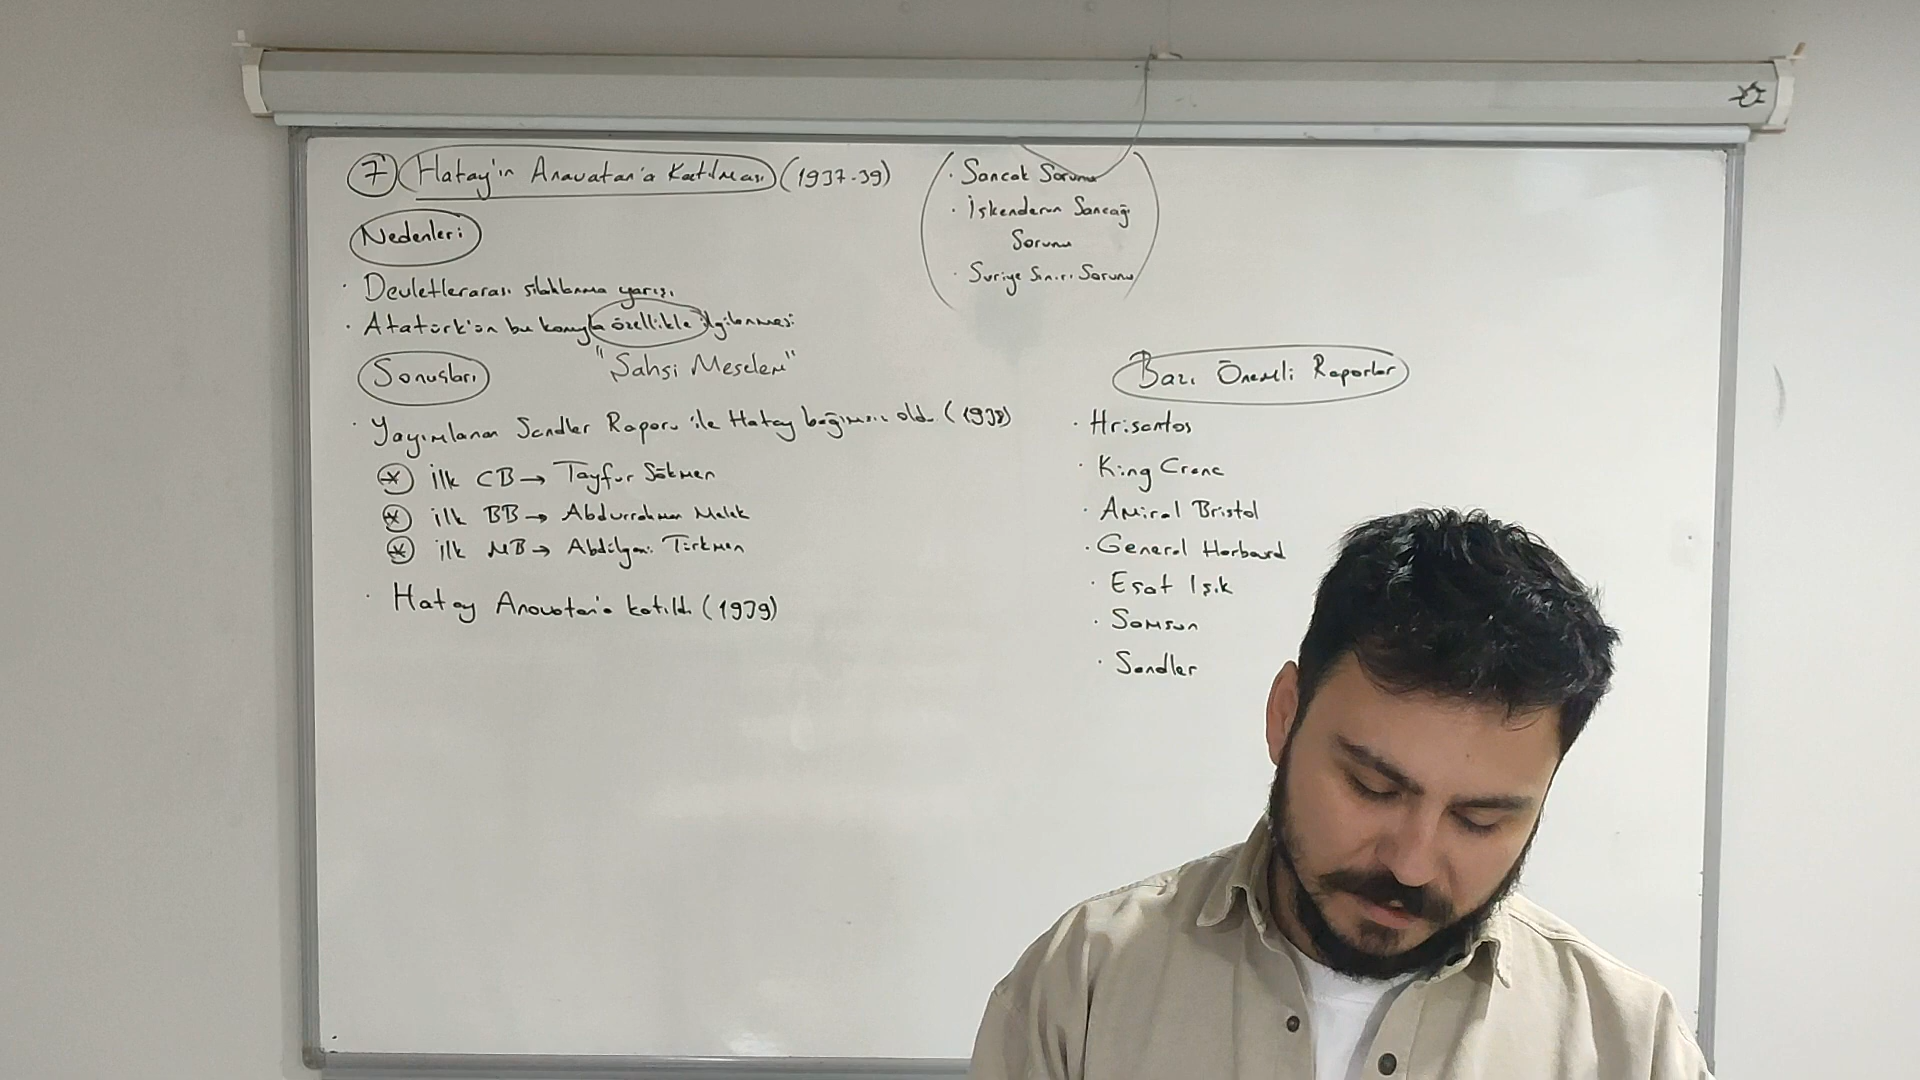 7 Hatay'ın Anavatan'a Katılması (1937-39)
Nedenleri
· Devletlerarası silahlanma yarışı
· Atatürk'ün bu konuyla özellikle ilgilenmesi
"Şahsi Meselem"
Sonuçları
· Yayımlanan Sandler Raporu ile Hatay bağımsız oldu (1938)
* ilk CB → Tayfur Sökmen
* ilk BB → Abdurrahman Melek
* ilk MB → Abdülgani Türkmen
· Hatay Anavatan'a katıldı (1939)
· Sancak Sorunu
· İskenderun Sancağı
Sorunu
· Suriye Sınırı Sorunu
Bazı Önemli Raporlar
· Hrisantos
· King Crane
· Amiral Bristol
· General Harbourd
· Esat Işık
· Samsun
· Sandler